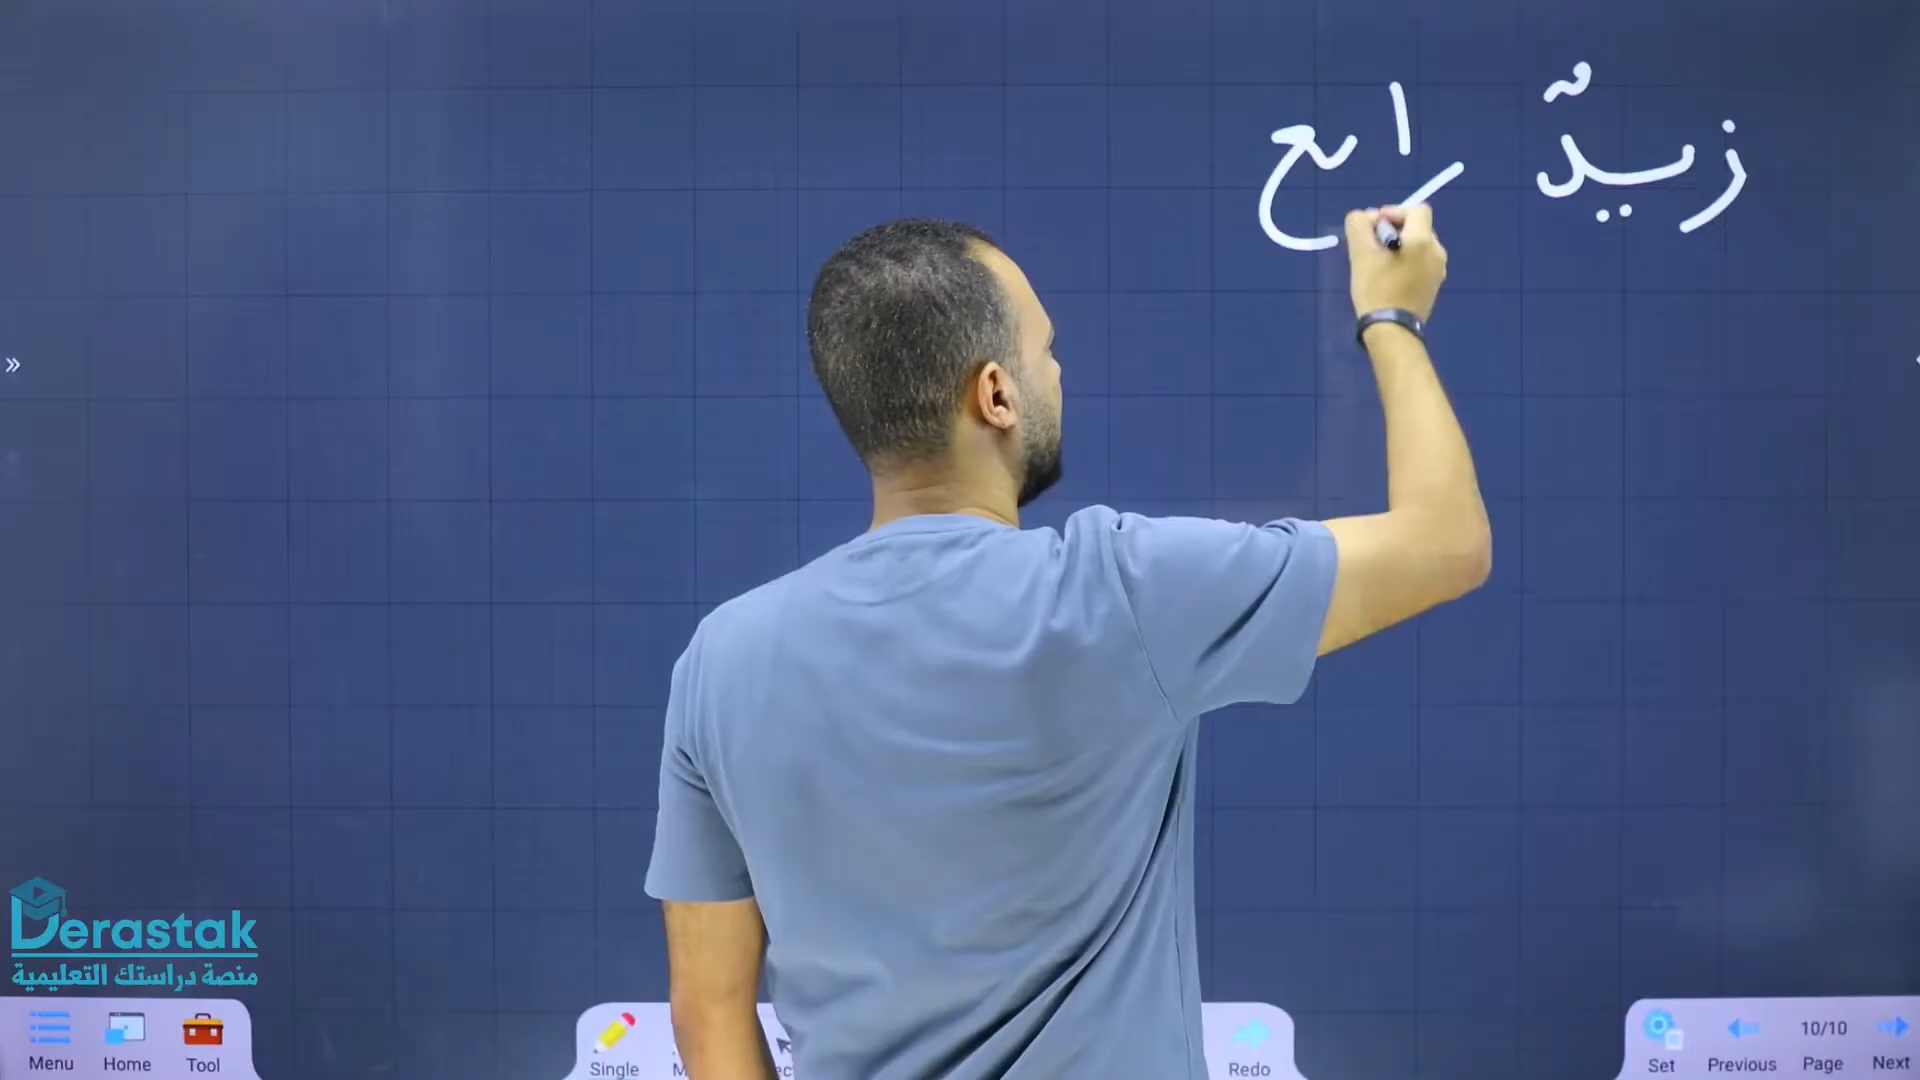 زيدٌ رابع
Derastak
منصة دراستك التعليمية
Menu Home Tool Single Redo Set Previous 10/10 Page Next